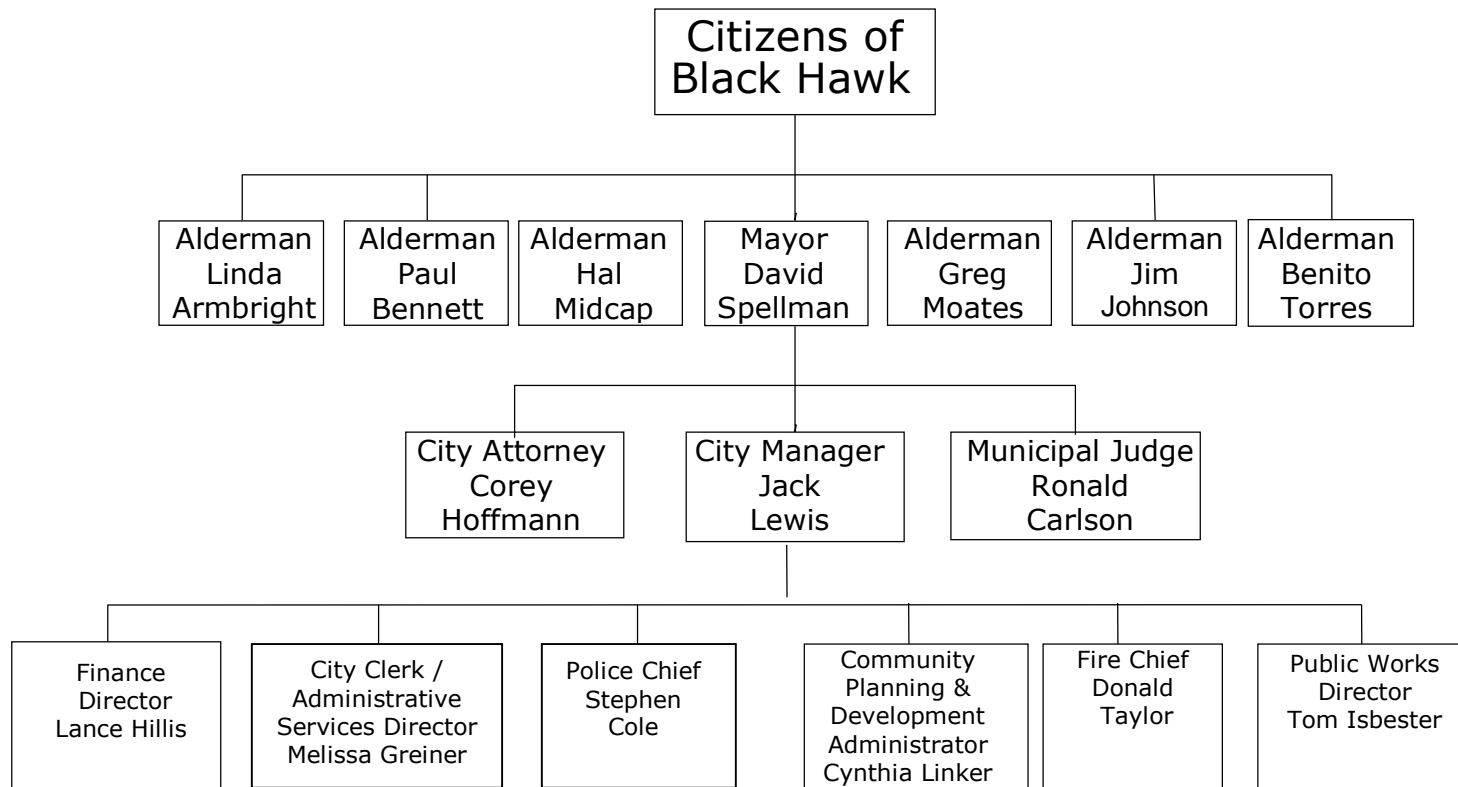 Citizens of
Black Hawk
Alderman
Linda
Armbright
Alderman
Paul
Bennett
Alderman
Hal
Midcap
Mayor
David
Spellman
Alderman
Greg
Moates
Alderman
Jim
Johnson
Alderman
Benito
Torres
City Attorney
Corey
Hoffmann
City Manager
Jack
Lewis
Municipal Judge
Ronald
Carlson
Finance
Director
Lance Hillis
City Clerk /
Administrative
Services Director
Melissa Greiner
Police Chief
Stephen
Cole
Community
Planning &
Development
Administrator
Cynthia Linker
Fire Chief
Donald
Taylor
Public Works
Director
Tom Isbester